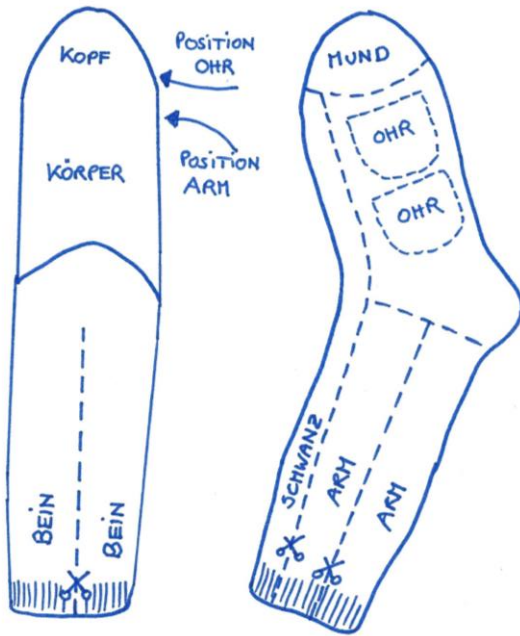 KOPF
POSITION
OHR
KÖRPER
POSITION
ARM
BEIN
BEIN
MUND
OHR
OHR
SCHWANZ
ARM
ARM